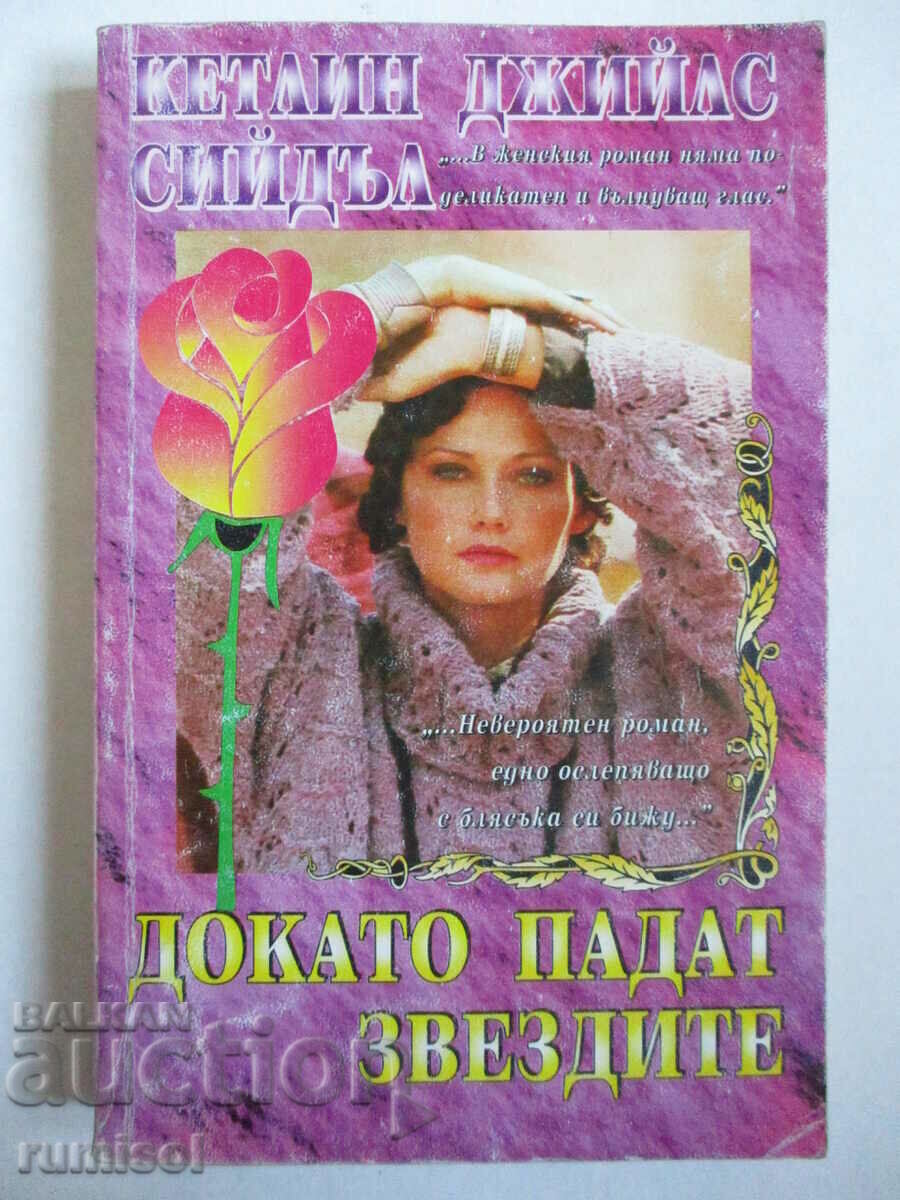 КЕТЛИН ДЖИЙЛС
СИЙДЪЛ
„...В женския роман няма по-
деликатен и вълнуващ глас."
„...Невероятен роман,
едно ослепяващо
с блясъка си бижу..."
ДОКАТО ПАДАТ
ЗВЕЗДИТЕ
BALKAN
auction
rumisol